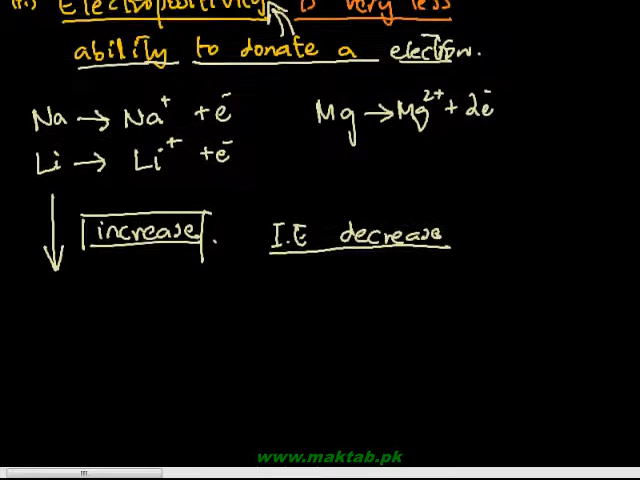 (iii) Electropositivity is very less
ability to donate a electron.
Na → Na⁺ + e⁻ Mg → Mg²⁺ + 2e⁻
Li → Li⁺ + e⁻
↓ increase. I.E decrease
www.maktab.pk